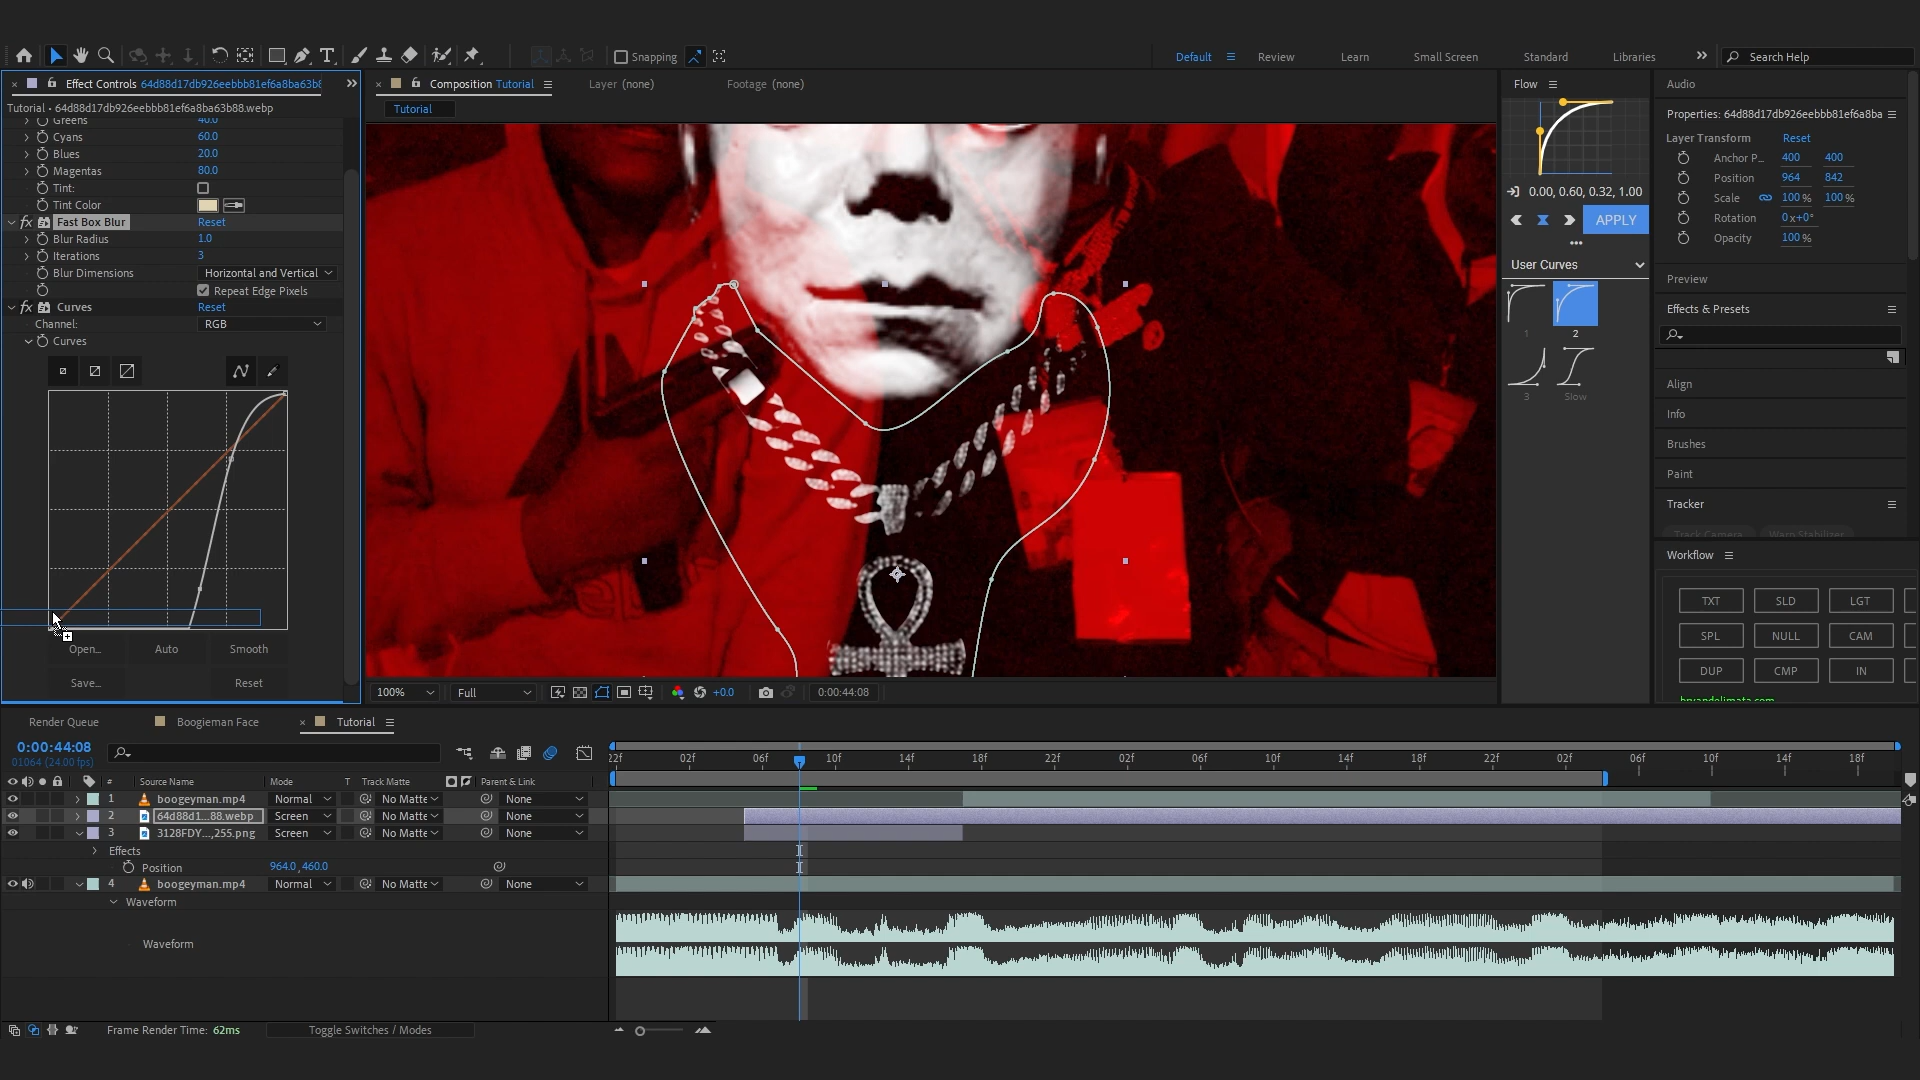 Snapping
Default
Review
Learn
Small Screen
Standard
Libraries
Search Help
Effect Controls 64d88d17db926eebbb81ef6a8ba63b8
Composition Tutorial
Layer (none)
Footage (none)
Flow
Audio
Tutorial • 64d88d17db926eebbb81ef6a8ba63b88.webp
Tutorial
Properties: 64d88d17db926eebbb81ef6a8ba
Greens 40.0
Cyans 60.0
Blues 20.0
Magentas 80.0
Tint:
Tint Color
fx Fast Box Blur Reset
Blur Radius 1.0
Iterations 3
Blur Dimensions Horizontal and Vertical
Repeat Edge Pixels
fx Curves Reset
Channel: RGB
Curves
Open... Auto Smooth
Save... Reset
100% Full +0.0 0:00:44:08
0.00, 0.60, 0.32, 1.00
APPLY
User Curves
1 2
3 Slow
Layer Transform Reset
Anchor P... 400 400
Position 964 842
Scale 100 % 100 %
Rotation 0x+0°
Opacity 100 %
Preview
Effects & Presets
Align
Info
Brushes
Paint
Tracker
Track Camera Warp Stabilizer
Workflow
TXT SLD LGT
SPL NULL CAM
DUP CMP IN
bryandelimata.com
Render Queue Boogieman Face Tutorial
0:00:44:08
01064 (24.00 fps)
22f 02f 06f 10f 14f 18f 22f 02f 06f 10f 14f 18f 22f 02f 06f 10f 14f 18f
# Source Name Mode T Track Matte Parent & Link
1 boogeyman.mp4 Normal No Matte None
2 64d88d1...88.webp Screen No Matte None
3 3128FDY...,255.png Screen No Matte None
Effects
Position 964.0, 460.0
4 boogeyman.mp4 Normal No Matte None
Waveform
Waveform
Frame Render Time: 62ms Toggle Switches / Modes